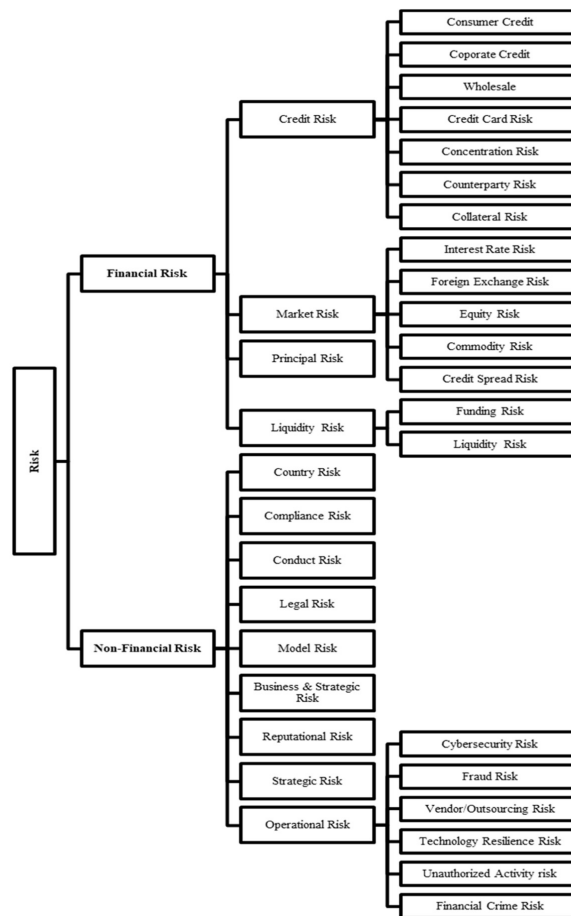 Risk
Financial Risk
Credit Risk
Consumer Credit
Coporate Credit
Wholesale
Credit Card Risk
Concentration Risk
Counterparty Risk
Collateral Risk
Market Risk
Interest Rate Risk
Foreign Exchange Risk
Equity Risk
Commodity Risk
Credit Spread Risk
Principal Risk
Liquidity Risk
Funding Risk
Liquidity Risk
Non-Financial Risk
Country Risk
Compliance Risk
Conduct Risk
Legal Risk
Model Risk
Business & Strategic
Risk
Reputational Risk
Strategic Risk
Operational Risk
Cybersecurity Risk
Fraud Risk
Vendor/Outsourcing Risk
Technology Resilience Risk
Unauthorized Activity risk
Financial Crime Risk